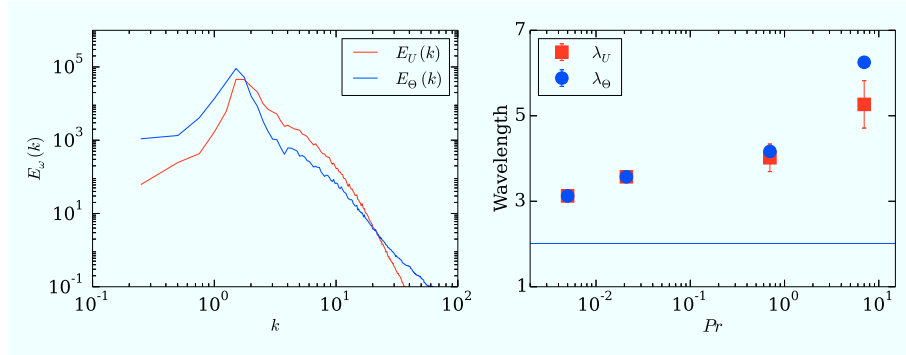 E_U(k)
E_Θ(k)
10^5
10^3
10^1
10^-1
E_ω(k)
10^-1 10^0 10^1 10^2
k
λ_U
λ_Θ
7
5
3
1
Wavelength
10^-2 10^-1 10^0 10^1
Pr